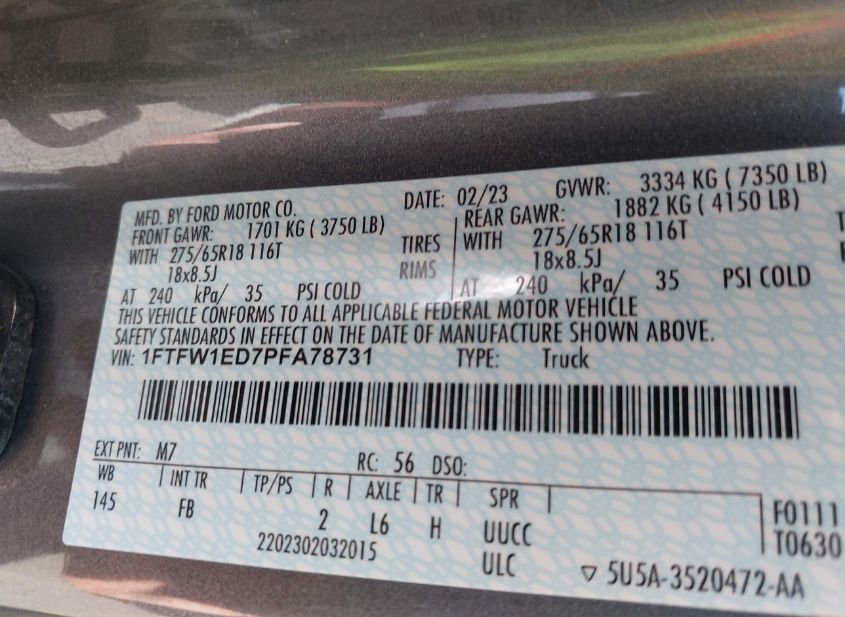 MFD. BY FORD MOTOR CO. DATE: 02/23 GVWR: 3334 KG ( 7350 LB)
FRONT GAWR: 1701 KG ( 3750 LB) REAR GAWR: 1882 KG ( 4150 LB)
WITH 275/65R18 116T TIRES WITH 275/65R18 116T
18x8.5J RIMS 18x8.5J
AT 240 kPa/ 35 PSI COLD AT 240 kPa/ 35 PSI COLD
THIS VEHICLE CONFORMS TO ALL APPLICABLE FEDERAL MOTOR VEHICLE
SAFETY STANDARDS IN EFFECT ON THE DATE OF MANUFACTURE SHOWN ABOVE.
VIN: 1FTFW1ED7PFA78731 TYPE: Truck
EXT PNT: M7 RC: 56 DSO:
WB INT TR TP/PS R AXLE TR SPR
145 FB 2 L6 H UUCC
F0111
T0630
2202302032015 ULC
▽ 5U5A-3520472-AA